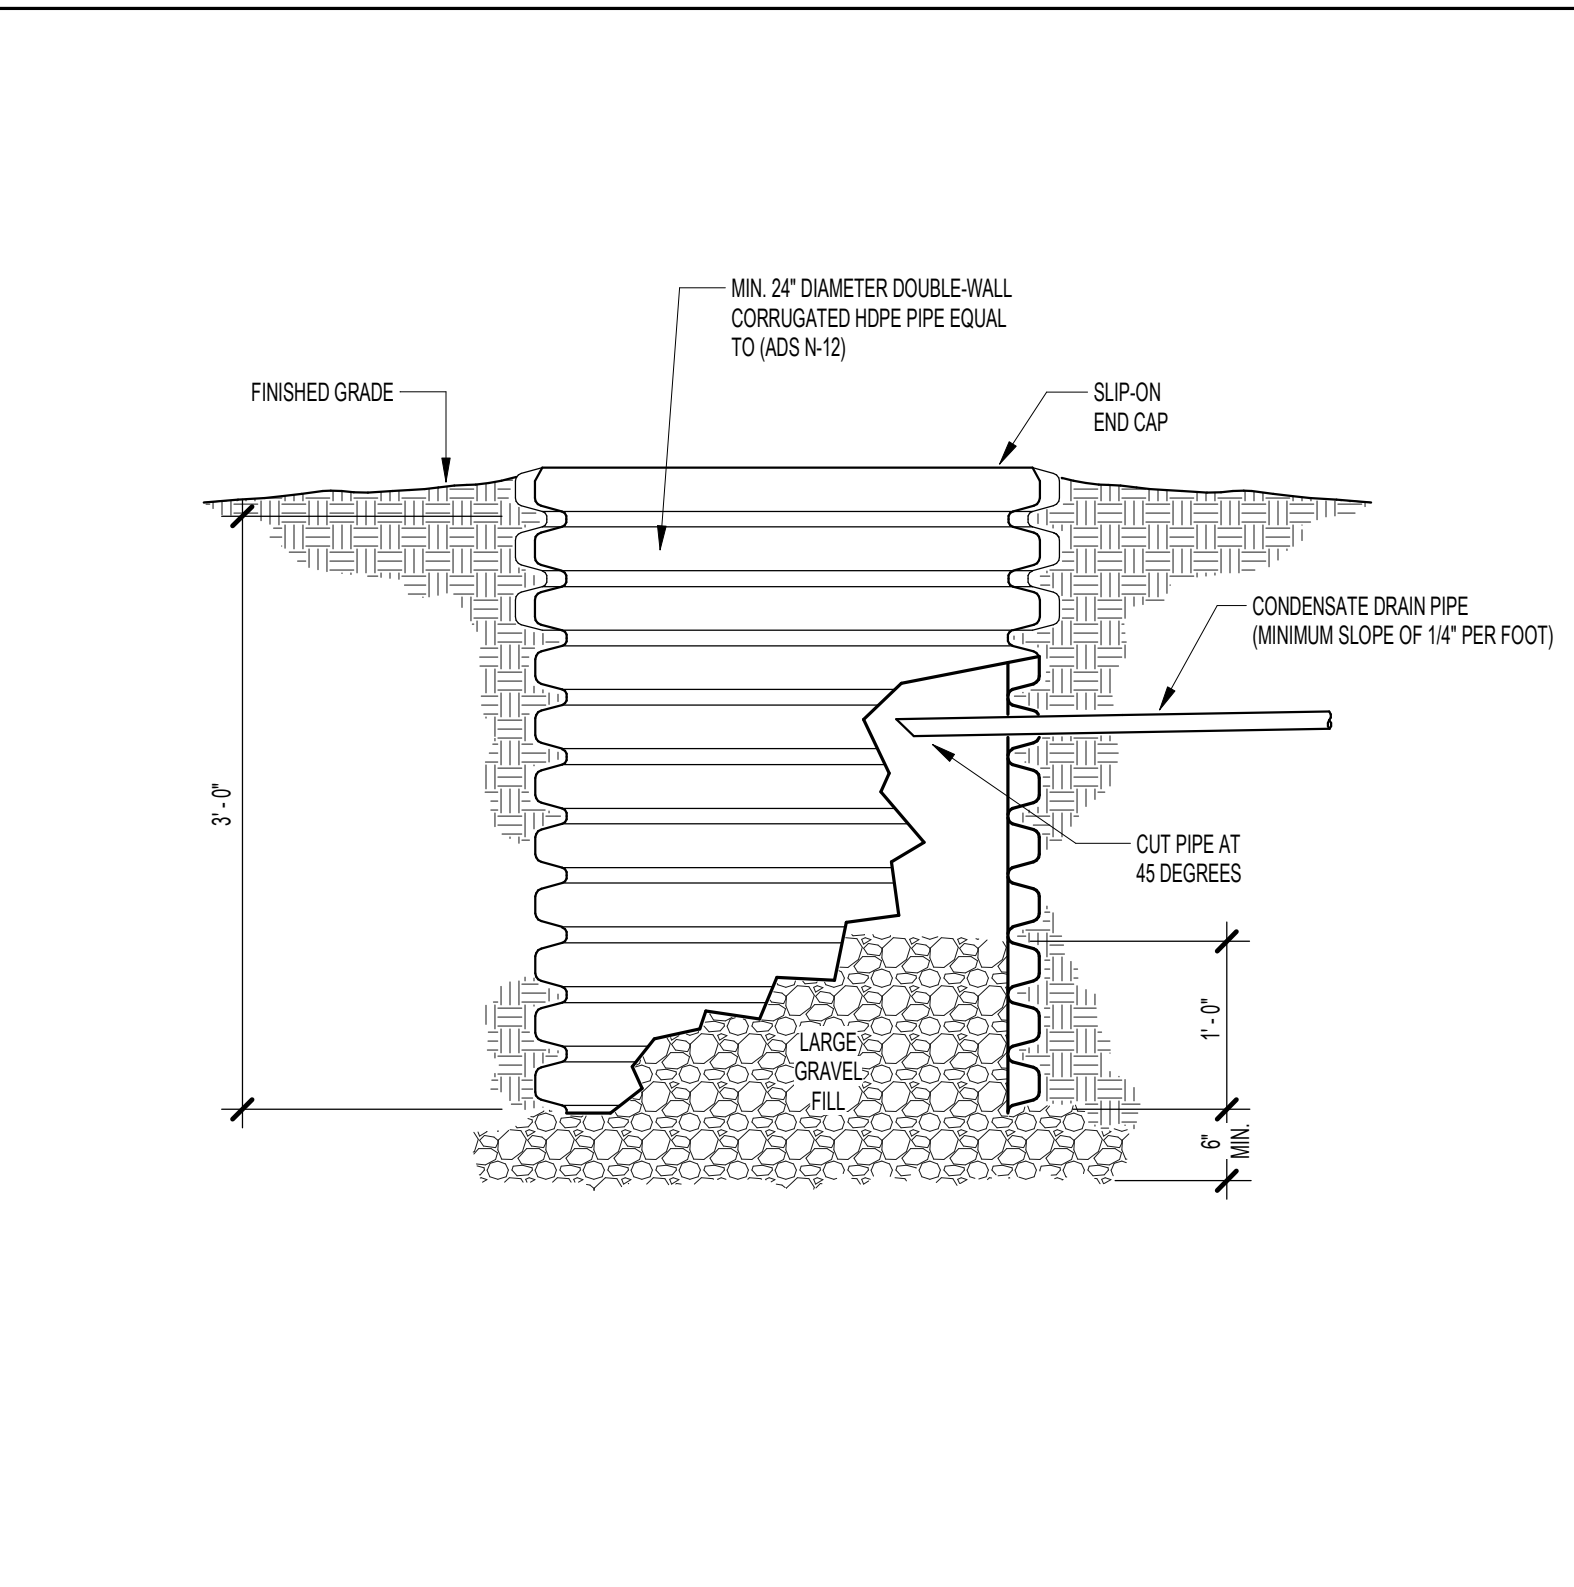 MIN. 24" DIAMETER DOUBLE-WALL
CORRUGATED HDPE PIPE EQUAL
TO (ADS N-12)
FINISHED GRADE
SLIP-ON
END CAP
CONDENSATE DRAIN PIPE
(MINIMUM SLOPE OF 1/4" PER FOOT)
3' - 0"
CUT PIPE AT
45 DEGREES
1' - 0"
LARGE
GRAVEL
FILL
6"
MIN.